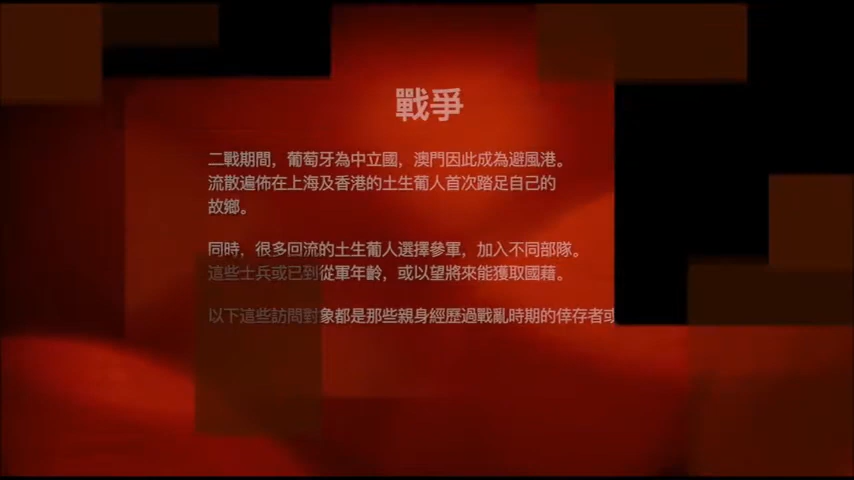 戰爭
二戰期間，葡萄牙為中立國，澳門因此成為避風港。
流散遍佈在上海及香港的土生葡人首次踏足自己的
故鄉。
同時，很多回流的土生葡人選擇參軍，加入不同部隊。
這些士兵或已到從軍年齡，或以望將來能獲取國藉。
以下這些訪問對象都是那些親身經歷過戰亂時期的倖存者或